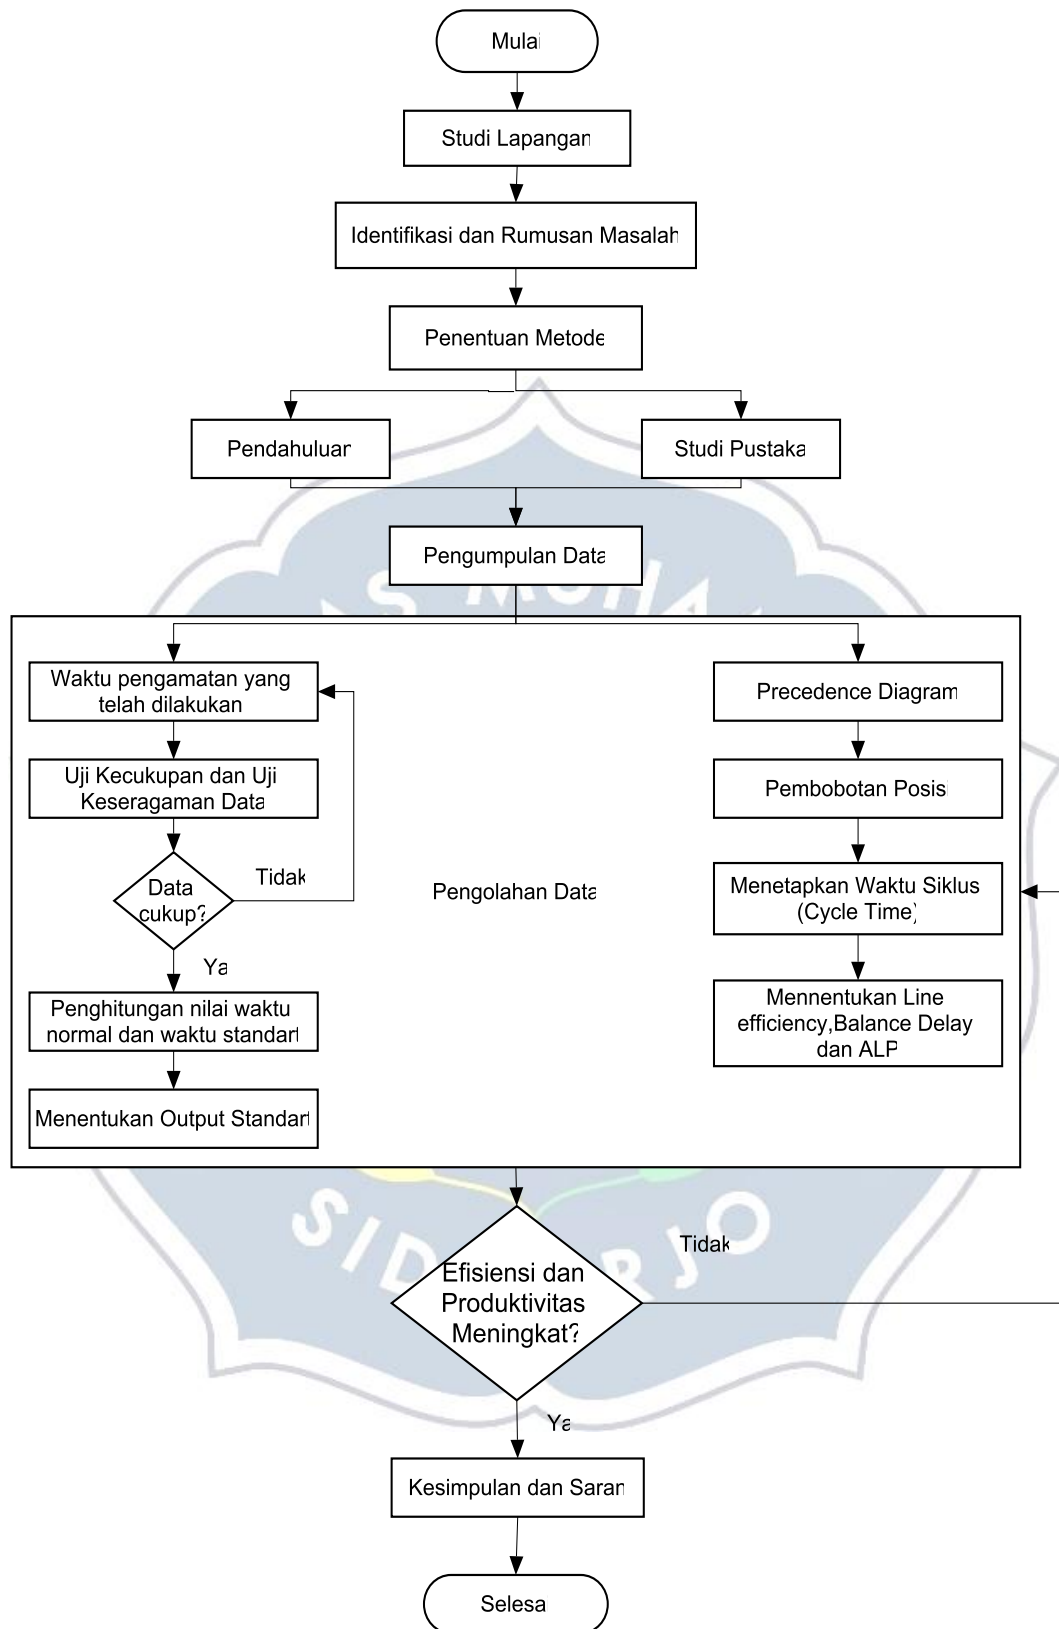 Mulai
Studi Lapangan
Identifikasi dan Rumusan Masalah
Penentuan Metode
Pendahuluan
Studi Pustaka
Pengumpulan Data
Waktu pengamatan yang
telah dilakukan
Uji Kecukupan dan Uji
Keseragaman Data
Data
cukup?
Tidak
Ya
Penghitungan nilai waktu
normal dan waktu standart
Menentukan Output Standart
Pengolahan Data
Precedence Diagram
Pembobotan Posisi
Menetapkan Waktu Siklus
(Cycle Time)
Mennentukan Line
efficiency,Balance Delay
dan ALP
Efisiensi dan
Produktivitas
Meningkat?
Tidak
Ya
Kesimpulan dan Saran
Selesa